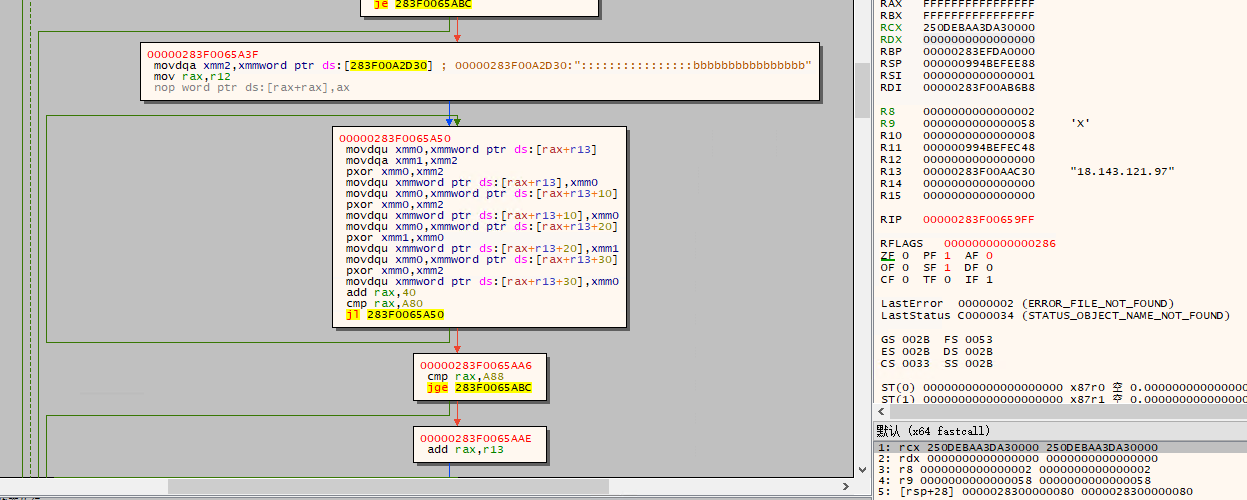 je 283F0065ABC
00000283F0065A3F
movdqa xmm2,xmmword ptr ds:[283F00A2D30] ; 00000283F00A2D30:"::::::::::::::::bbbbbbbbbbbbbbbb"
mov rax,r12
nop word ptr ds:[rax+rax],ax
00000283F0065A50
movdqu xmm0,xmmword ptr ds:[rax+r13]
movdqa xmm1,xmm2
pxor xmm0,xmm2
movdqu xmmword ptr ds:[rax+r13],xmm0
movdqu xmm0,xmmword ptr ds:[rax+r13+10]
pxor xmm0,xmm2
movdqu xmmword ptr ds:[rax+r13+10],xmm0
movdqu xmm0,xmmword ptr ds:[rax+r13+20]
pxor xmm1,xmm0
movdqu xmmword ptr ds:[rax+r13+20],xmm1
movdqu xmm0,xmmword ptr ds:[rax+r13+30]
pxor xmm0,xmm2
movdqu xmmword ptr ds:[rax+r13+30],xmm0
add rax,40
cmp rax,A80
jl 283F0065A50
00000283F0065AA6
cmp rax,A88
jge 283F0065ABC
00000283F0065AAE
add rax,r13
RAX FFFFFFFFFFFFFFFF
RBX FFFFFFFFFFFFFFFF
RCX 250DEBAA3DA30000
RDX 0000000000000000
RBP 00000283EFDA0000
RSP 000000994BEFEE88
RSI 0000000000000001
RDI 00000283F00AB6B8
R8 0000000000000002
R9 0000000000000058 'X'
R10 0000000000000008
R11 000000994BEFEC48
R12 0000000000000000
R13 00000283F00AAC30 "18.143.121.97"
R14 0000000000000000
R15 0000000000000000
RIP 00000283F00659FF
RFLAGS 0000000000000286
ZF 0 PF 1 AF 0
OF 0 SF 1 DF 0
CF 0 TF 0 IF 1
LastError 00000002 (ERROR_FILE_NOT_FOUND)
LastStatus C0000034 (STATUS_OBJECT_NAME_NOT_FOUND)
GS 002B FS 0053
ES 002B DS 002B
CS 0033 SS 002B
ST(0) 00000000000000000000 x87r0 空 0.000000000000000
ST(1) 00000000000000000000 x87r1 空 0.000000000000000
默认 (x64 fastcall)
1: rcx 250DEBAA3DA30000 250DEBAA3DA30000
2: rdx 0000000000000000 0000000000000000
3: r8 0000000000000002 0000000000000002
4: r9 0000000000000058 0000000000000058
5: [rsp+28] 0000028300000080 0000028300000080